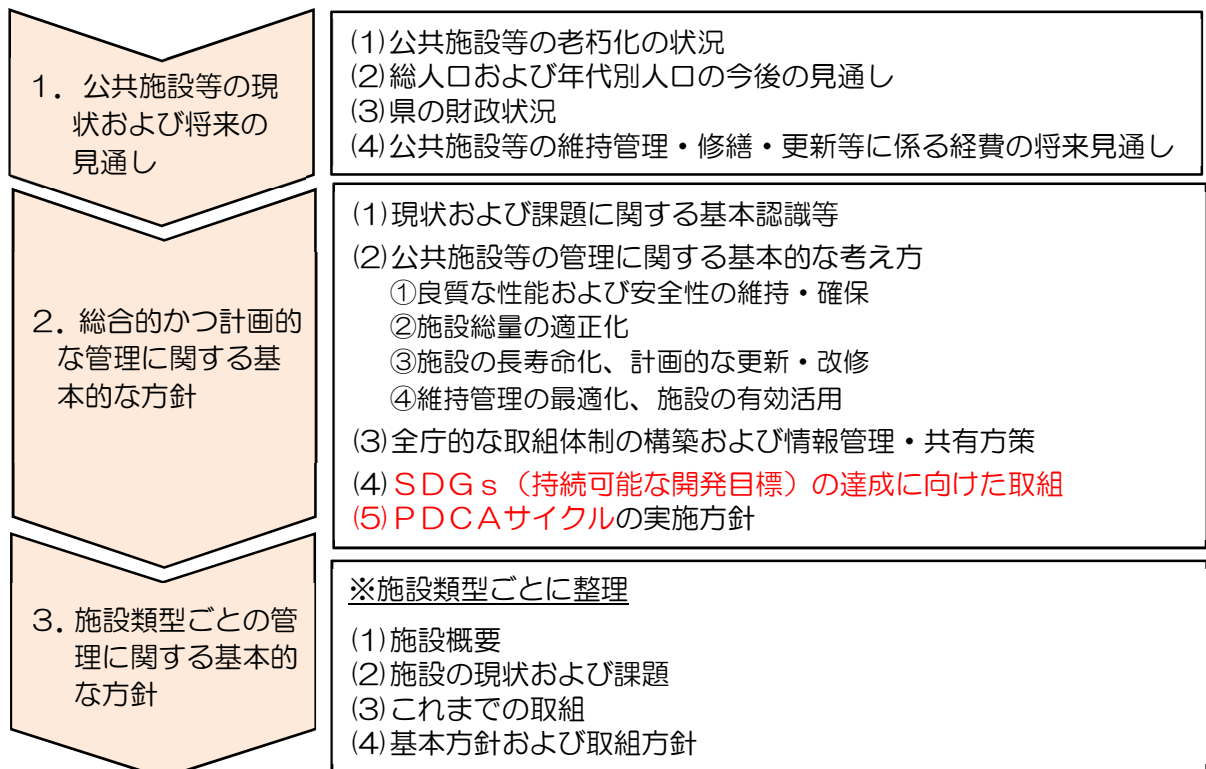 1. 公共施設等の現
状および将来の
見通し
(1)公共施設等の老朽化の状況
(2)総人口および年代別人口の今後の見通し
(3)県の財政状況
(4)公共施設等の維持管理・修繕・更新等に係る経費の将来見通し
2. 総合的かつ計画的
な管理に関する基
本的な方針
(1)現状および課題に関する基本認識等
(2)公共施設等の管理に関する基本的な考え方
①良質な性能および安全性の維持・確保
②施設総量の適正化
③施設の長寿命化、計画的な更新・改修
④維持管理の最適化、施設の有効活用
(3)全庁的な取組体制の構築および情報管理・共有方策
(4)SDGs(持続可能な開発目標)の達成に向けた取組
(5)PDCAサイクルの実施方針
3. 施設類型ごとの管
理に関する基本的
な方針
※施設類型ごとに整理
(1)施設概要
(2)施設の現状および課題
(3)これまでの取組
(4)基本方針および取組方針